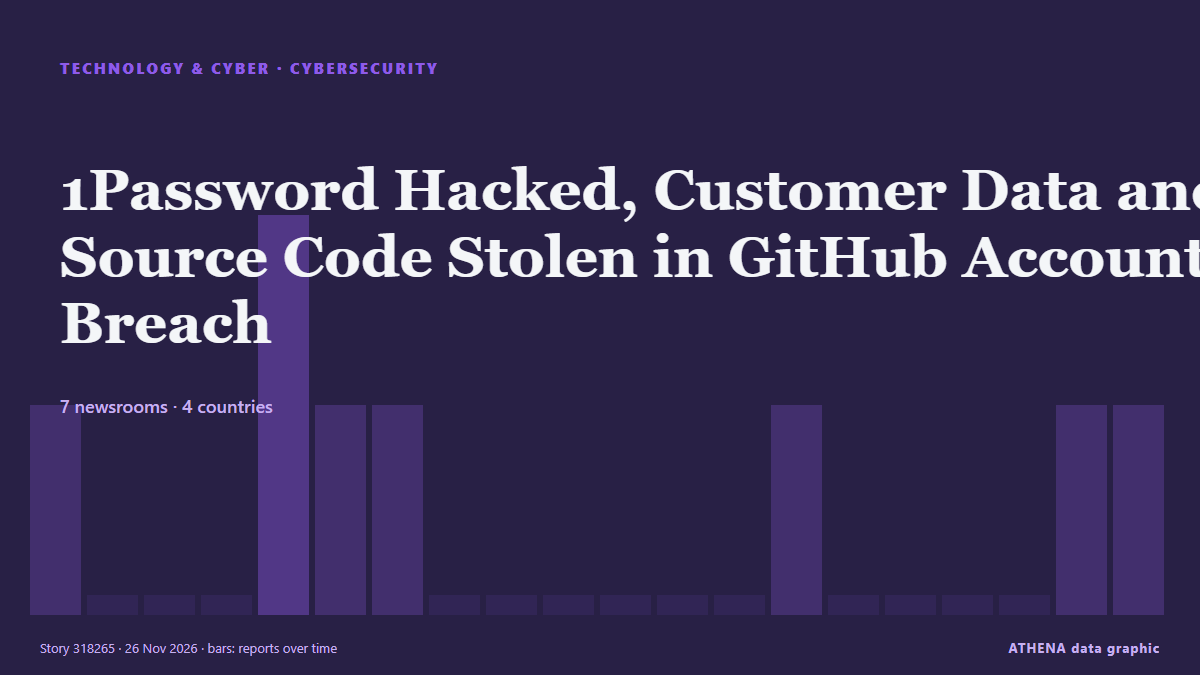 TECHNOLOGY & CYBER · CYBERSECURITY
1Password Hacked, Customer Data and
Source Code Stolen in GitHub Account
Breach
7 newsrooms · 4 countries
Story 318265 · 26 Nov 2026 · bars: reports over time
ATHENA data graphic